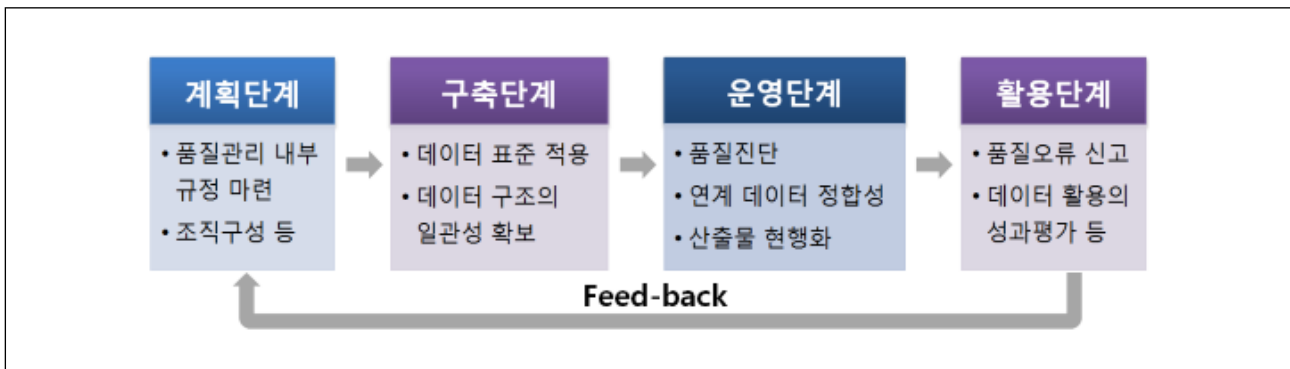 계획단계
• 품질관리 내부
규정 마련
• 조직구성 등
구축단계
• 데이터 표준 적용
• 데이터 구조의
일관성 확보
운영단계
• 품질진단
• 연계 데이터 정합성
• 산출물 현행화
활용단계
• 품질오류 신고
• 데이터 활용의
성과평가 등
Feed-back